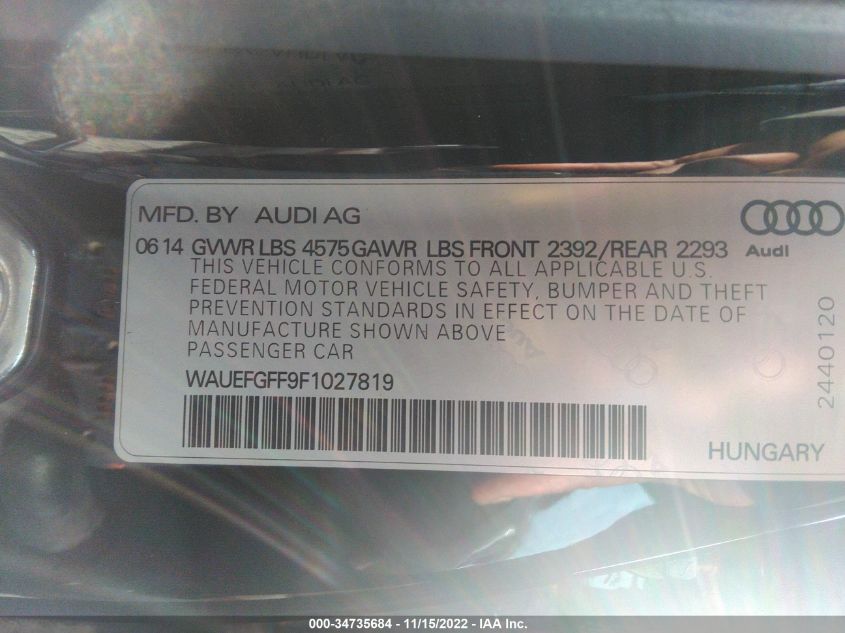 MFD. BY AUDI AG
0614 GVWR LBS 4575 GAWR LBS FRONT 2392/REAR 2293
Audi
THIS VEHICLE CONFORMS TO ALL APPLICABLE U.S.
FEDERAL MOTOR VEHICLE SAFETY, BUMPER AND THEFT
PREVENTION STANDARDS IN EFFECT ON THE DATE OF
MANUFACTURE SHOWN ABOVE
PASSENGER CAR
WAUEFGFF9F1027819
2440120
HUNGARY
000-34735684 - 11/15/2022 - IAA Inc.